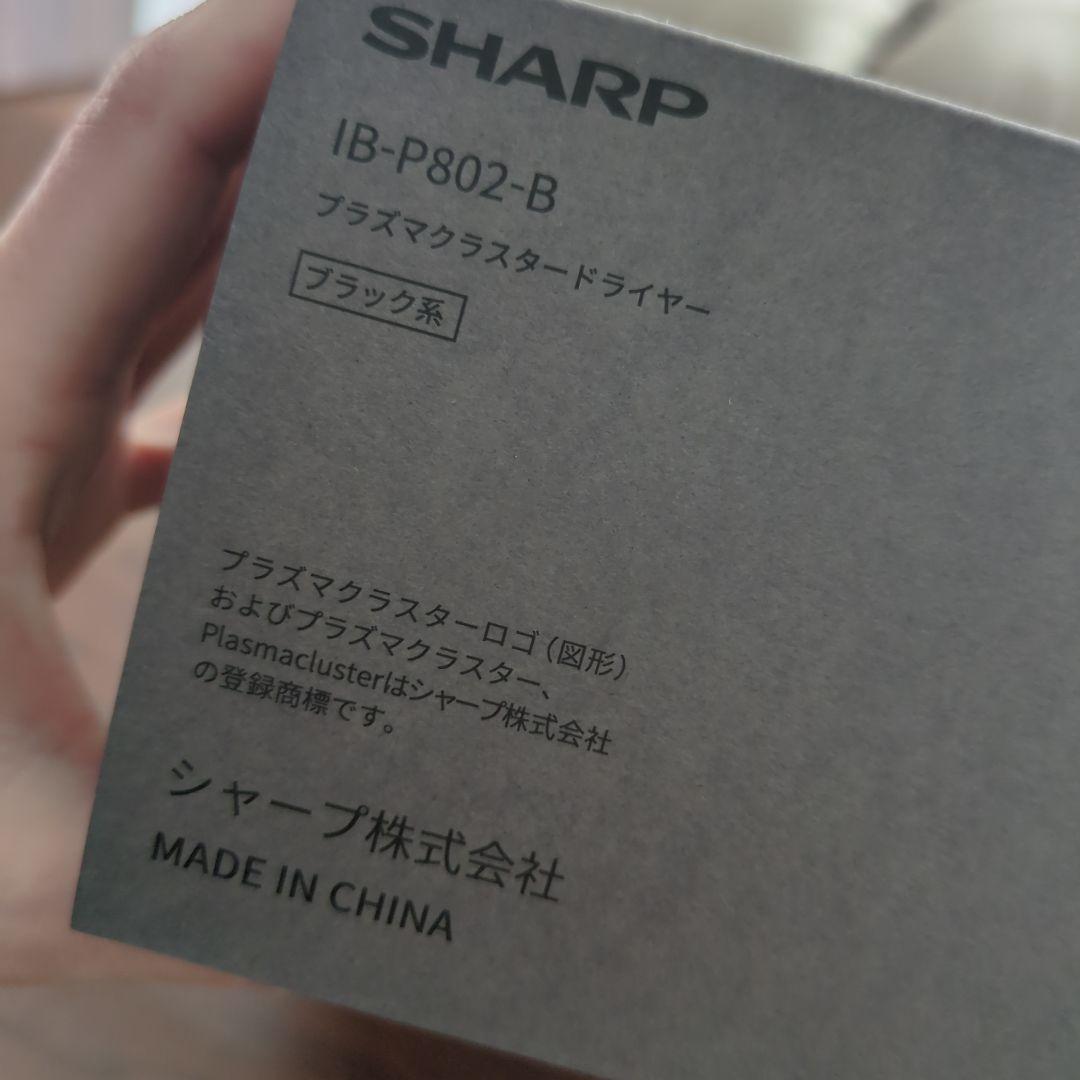 SHARP
IB-P802-B
プラズマクラスタードライヤー
ブラック系
プラズマクラスターロゴ（図形）
およびプラズマクラスター、
Plasmaclusterはシャープ株式会社
の登録商標です。
シャープ株式会社
MADE IN CHINA